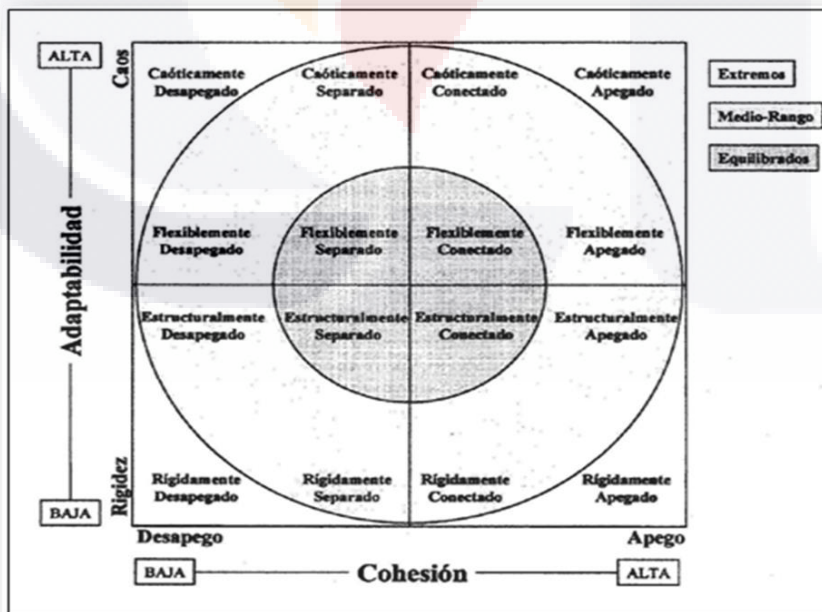 ALTA
Caos
Caóticamente Desapegado
Caóticamente Separado
Caóticamente Conectado
Caóticamente Apegado
Extremos
Medio-Rango
Equilibrados
Adaptabilidad
Flexiblemente Desapegado
Flexiblemente Separado
Flexiblemente Conectado
Flexiblemente Apegado
Estructuralmente Desapegado
Estructuralmente Separado
Estructuralmente Conectado
Estructuralmente Apegado
Rigidez
Rígidamente Desapegado
Rígidamente Separado
Rígidamente Conectado
Rígidamente Apegado
BAJA
Desapego
Apego
BAJA
Cohesión
ALTA